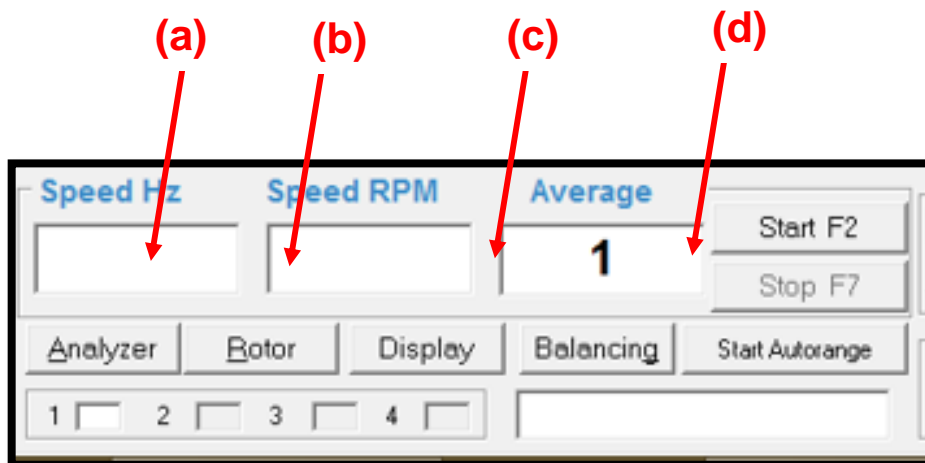 (a) (b) (c) (d)
Speed Hz Speed RPM Average
Start F2
1
Stop F7
Analyzer Rotor Display Balancing Start Autorange
1 2 3 4